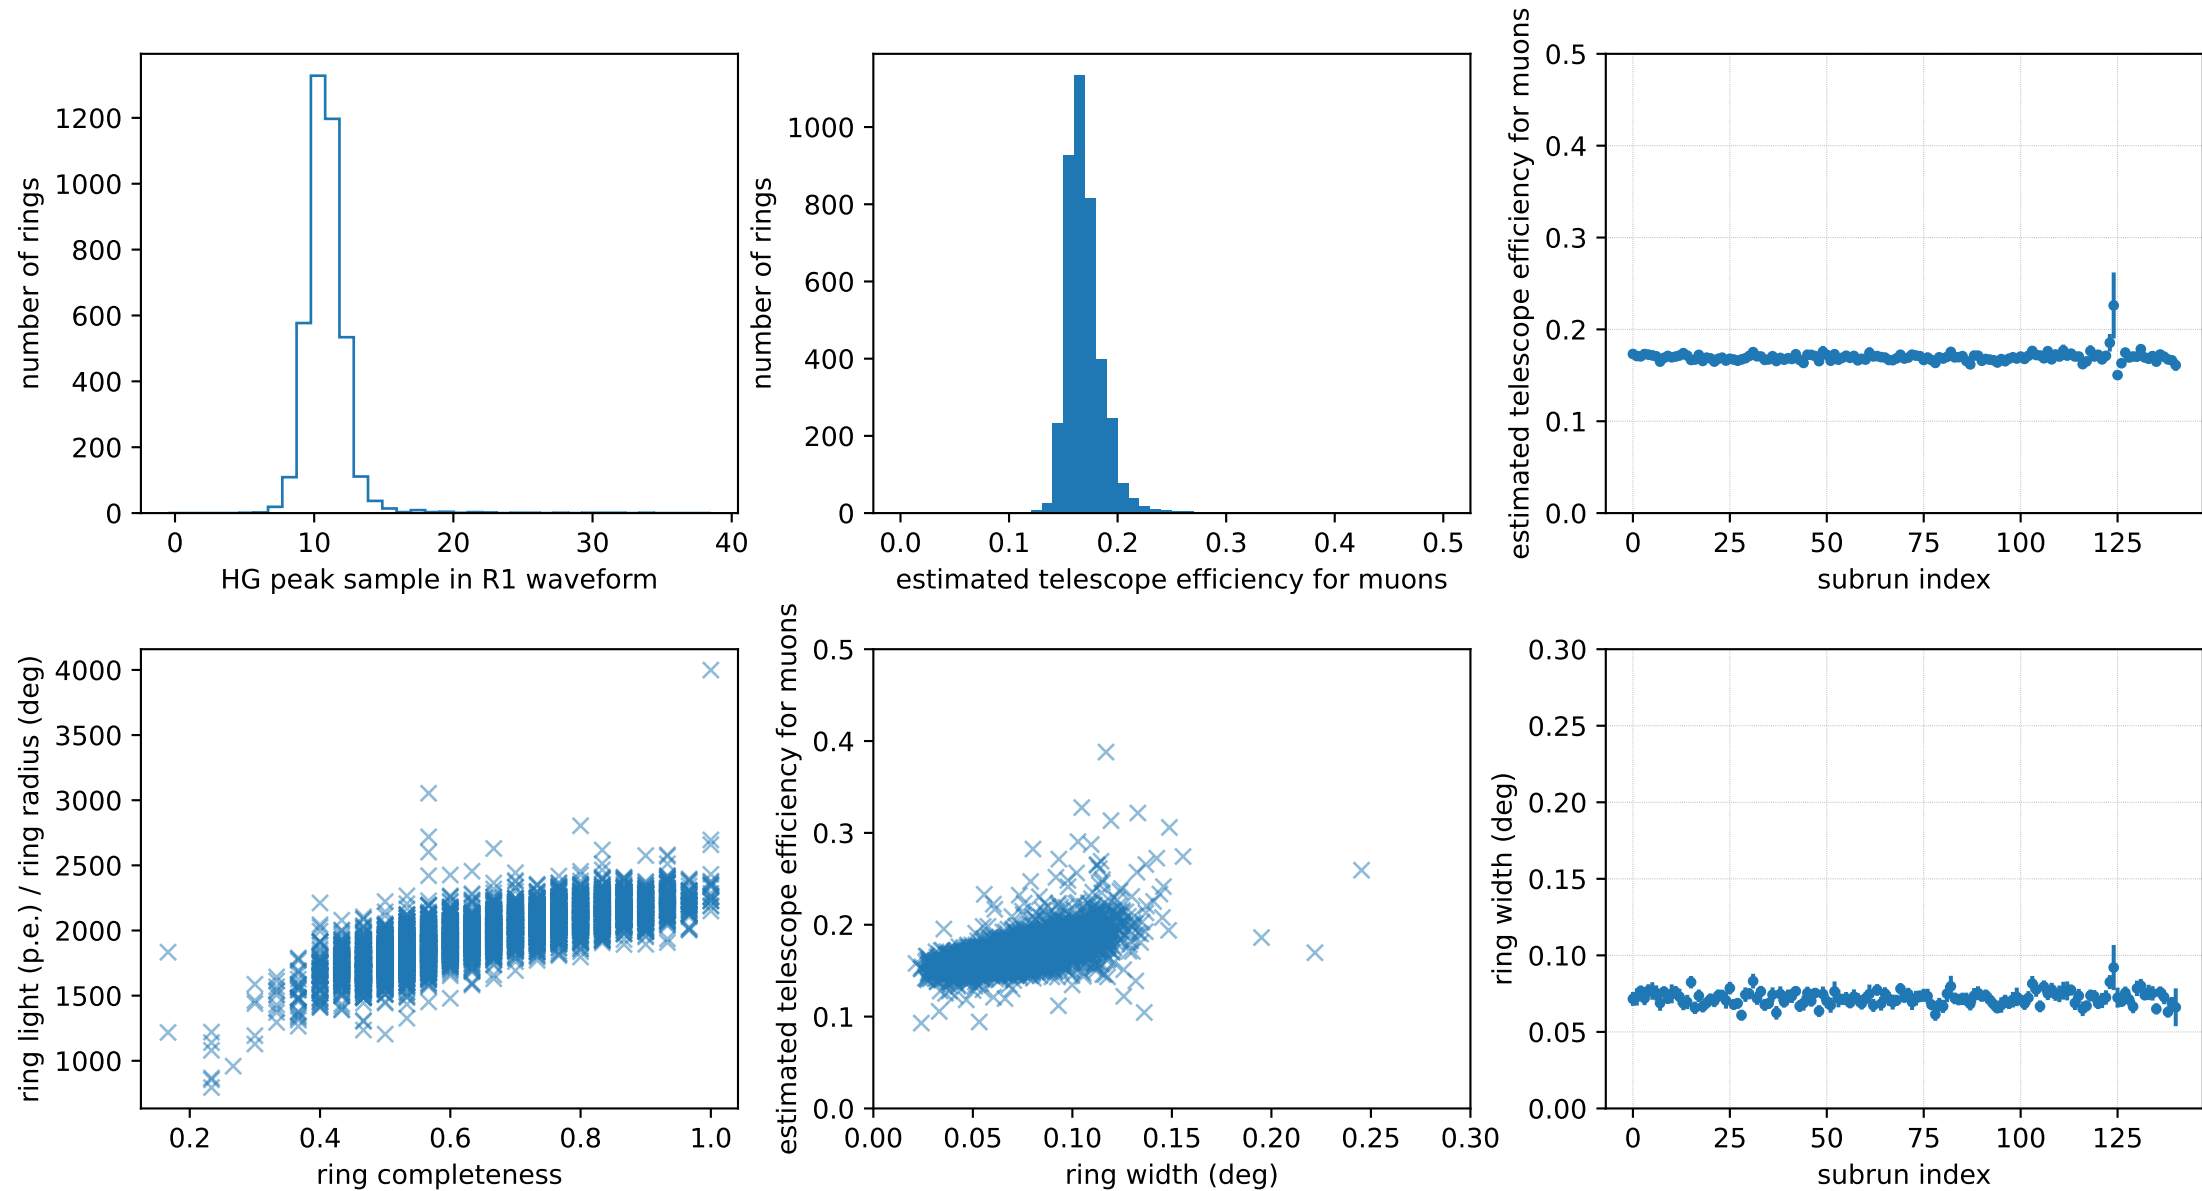 number of rings
1200
1000
800
600
400
200
0
0 10 20 30 40
HG peak sample in R1 waveform
number of rings
1000
800
600
400
200
0
0.0 0.1 0.2 0.3 0.4 0.5
estimated telescope efficiency for muons
estimated telescope efficiency for muons
0.5
0.4
0.3
0.2
0.1
0.0
0 25 50 75 100 125
subrun index
ring light (p.e.) / ring radius (deg)
4000
3500
3000
2500
2000
1500
1000
0.2 0.4 0.6 0.8 1.0
ring completeness
estimated telescope efficiency for muons
0.5
0.4
0.3
0.2
0.1
0.0
0.00 0.05 0.10 0.15 0.20 0.25 0.30
ring width (deg)
ring width (deg)
0.30
0.25
0.20
0.15
0.10
0.05
0.00
0 25 50 75 100 125
subrun index